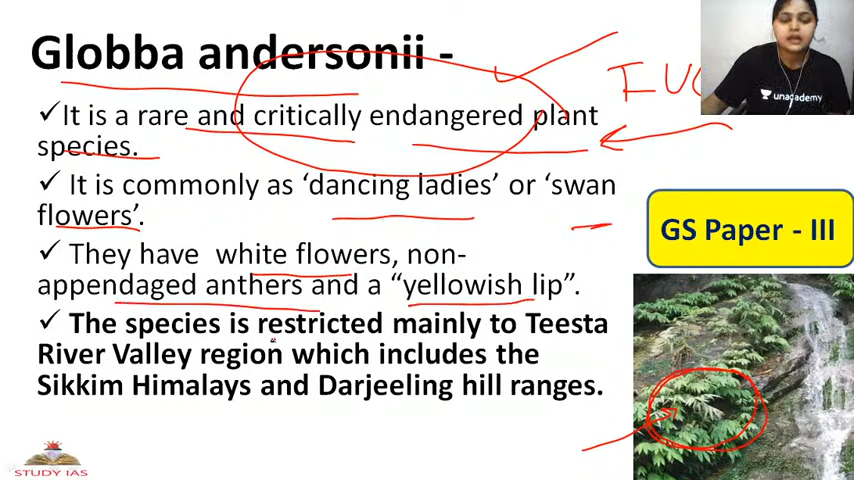 Globba andersonii -
✓It is a rare and critically endangered plant
species.
✓ It is commonly as ‘dancing ladies’ or ‘swan
flowers’.
✓ They have white flowers, non-
appendaged anthers and a “yellowish lip”.
✓ The species is restricted mainly to Teesta
River Valley region which includes the
Sikkim Himalays and Darjeeling hill ranges.
unacademy
GS Paper - III
STUDY IAS